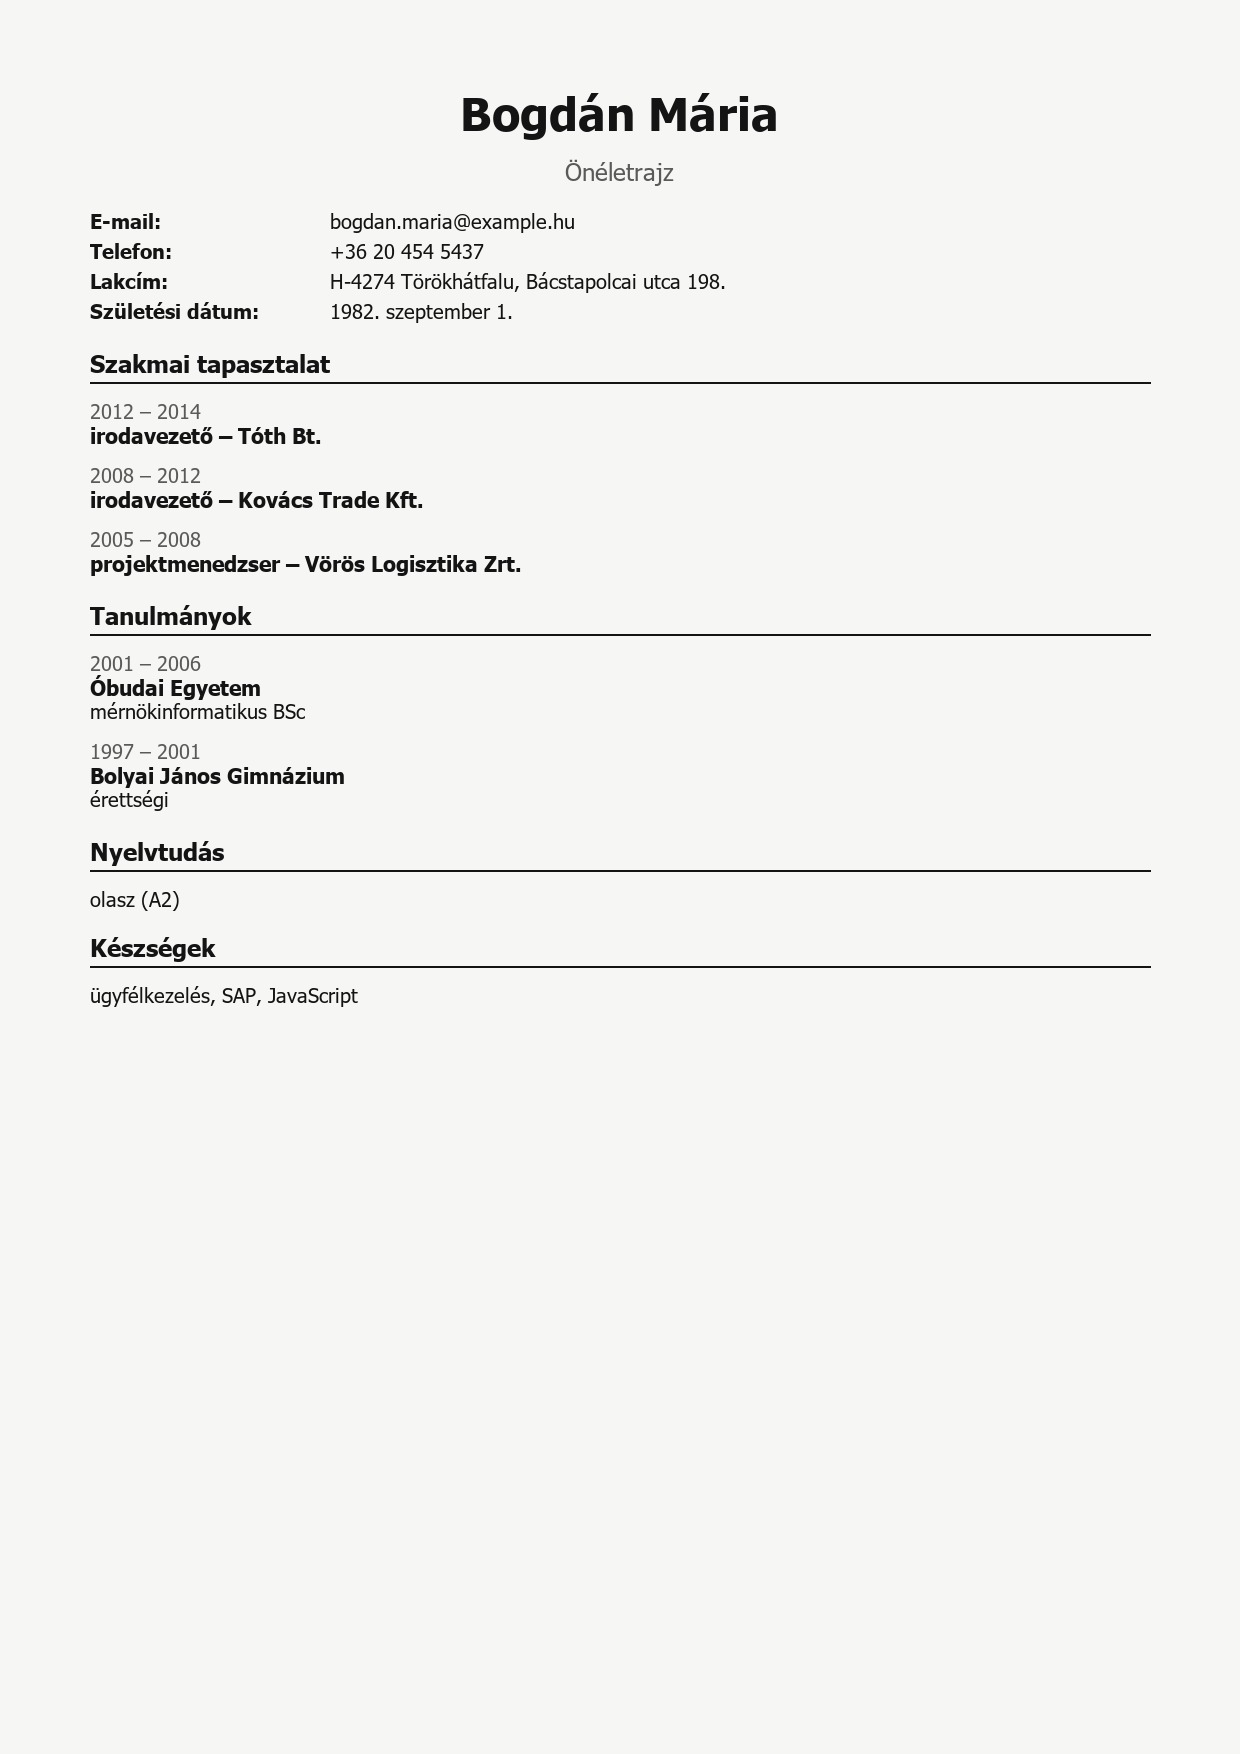 Bogdán Mária
Önéletrajz
E-mail: bogdan.maria@example.hu
Telefon: +36 20 454 5437
Lakcím: H-4274 Törökhátfalu, Bácstapolcai utca 198.
Születési dátum: 1982. szeptember 1.
Szakmai tapasztalat
2012 – 2014
irodavezető – Tóth Bt.
2008 – 2012
irodavezető – Kovács Trade Kft.
2005 – 2008
projektmenedzser – Vörös Logisztika Zrt.
Tanulmányok
2001 – 2006
Óbudai Egyetem
mérnökinformatikus BSc
1997 – 2001
Bolyai János Gimnázium
érettségi
Nyelvtudás
olasz (A2)
Készségek
ügyfélkezelés, SAP, JavaScript